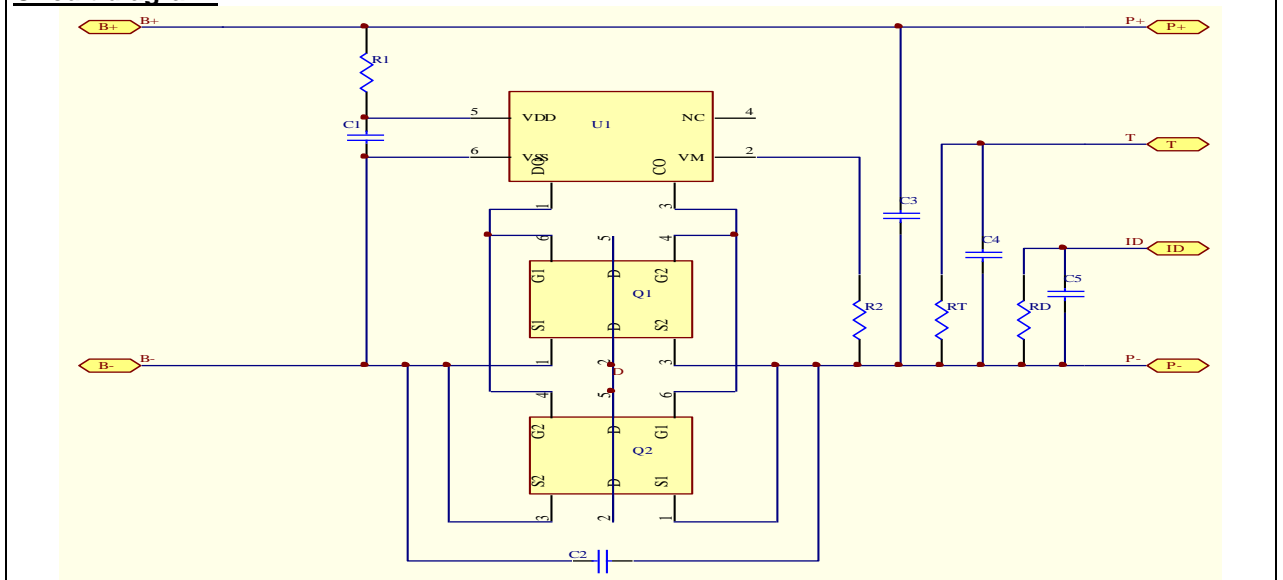 B+ B+ P+ P+
R1
C1 5 VDD U1 NC 4
6 VSS VM 2 T T
DO CO
1 3
C3
6 5 4 C4 ID ID
G1 D G2 C5
Q1
S1 D S2 R2 RT RD
1 2 3
B- B- P- P-
D
4 5 6
G2 D G1
Q2
S2 D S1
3 2 1
C2